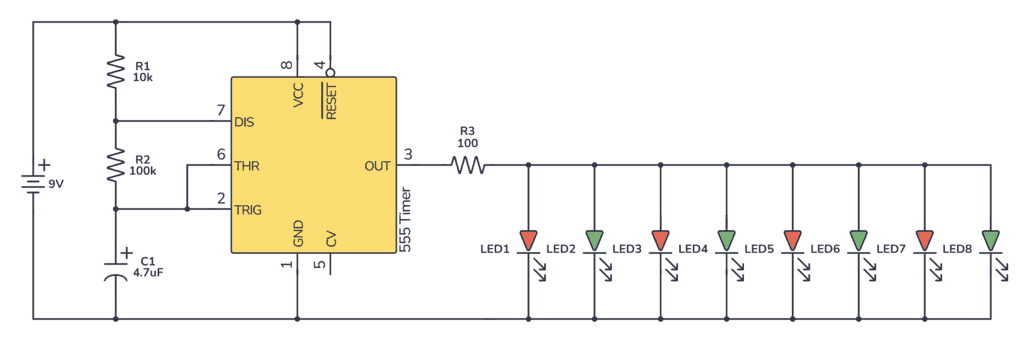 R1
10k
8
4
VCC
RESET
7
DIS
R3
100
R2
100k
6
THR
OUT
3
9V
2
TRIG
555 Timer
GND
CV
LED1
LED2
LED3
LED4
LED5
LED6
LED7
LED8
C1
4.7uF
1
5